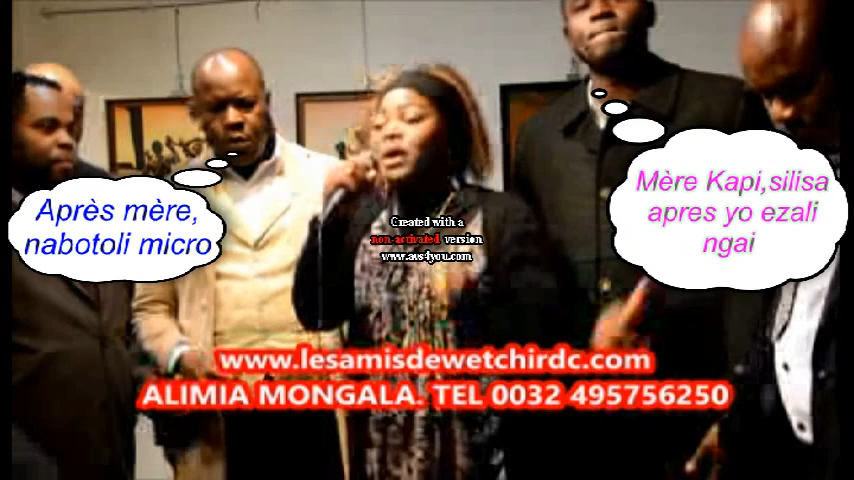 Après mère,
nabotoli micro
Mère Kapi,silisa
apres yo ezali
ngai
Created with a
non-activated version
www.avs4you.com
www.lesamisdewetchirdc.com
ALIMIA MONGALA. TEL 0032 495756250